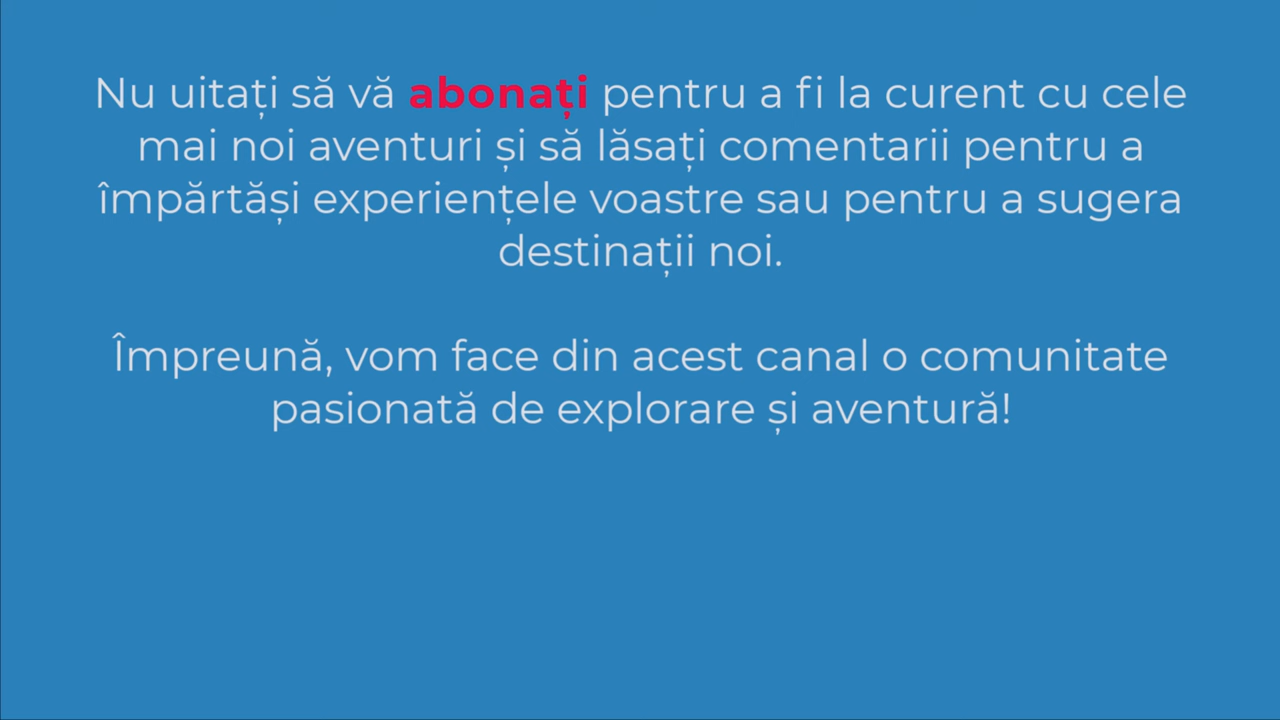 Nu uitați să vă abonați pentru a fi la curent cu cele
mai noi aventuri și să lăsați comentarii pentru a
împărtăși experiențele voastre sau pentru a sugera
destinații noi.
Împreună, vom face din acest canal o comunitate
pasionată de explorare și aventură!